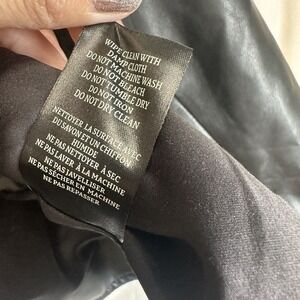 WIPE CLEAN WITH
DAMP CLOTH
DO NOT MACHINE WASH
DO NOT BLEACH
DO NOT TUMBLE DRY
DO NOT IRON
DO NOT DRY CLEAN
NETTOYER LA SURFACE AVEC
DU SAVON ET UN CHIFFON
HUMIDE
NE PAS NETTOYER À SEC
NE PAS LAVER À LA MACHINE
NE PAS JAVELLISER
NE PAS SÉCHER EN MACHINE
NE PAS REPASSER